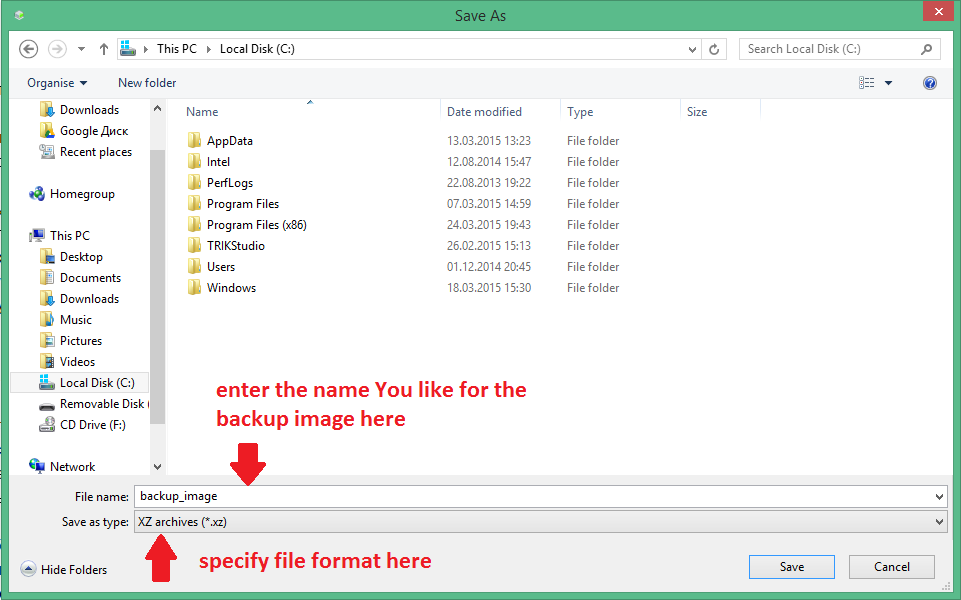 Save As
This PC
Local Disk (C:)
Search Local Disk (C:)
Organise
New folder
Name
Date modified
Type
Size
Downloads
Google Диск
Recent places
Homegroup
This PC
Desktop
Documents
Downloads
Music
Pictures
Videos
Local Disk (C:)
Removable Disk (
CD Drive (F:)
Network
AppData 13.03.2015 13:23 File folder
Intel 12.08.2014 15:47 File folder
PerfLogs 22.08.2013 19:22 File folder
Program Files 07.03.2015 14:59 File folder
Program Files (x86) 24.03.2015 19:43 File folder
TRIKStudio 26.02.2015 15:13 File folder
Users 01.12.2014 20:45 File folder
Windows 18.03.2015 15:30 File folder
enter the name You like for the
backup image here
File name: backup_image
Save as type: XZ archives (*.xz)
specify file format here
Hide Folders
Save
Cancel